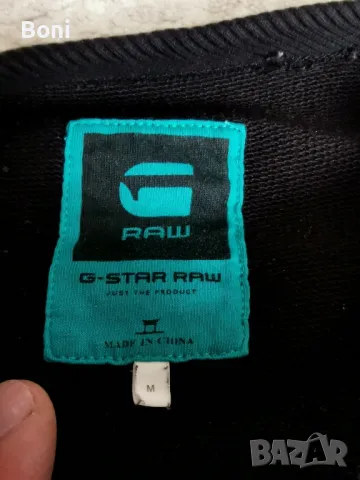 Boni
G
RAW
G-STAR RAW
JUST THE PRODUCT
MADE IN CHINA
M
BAZAR